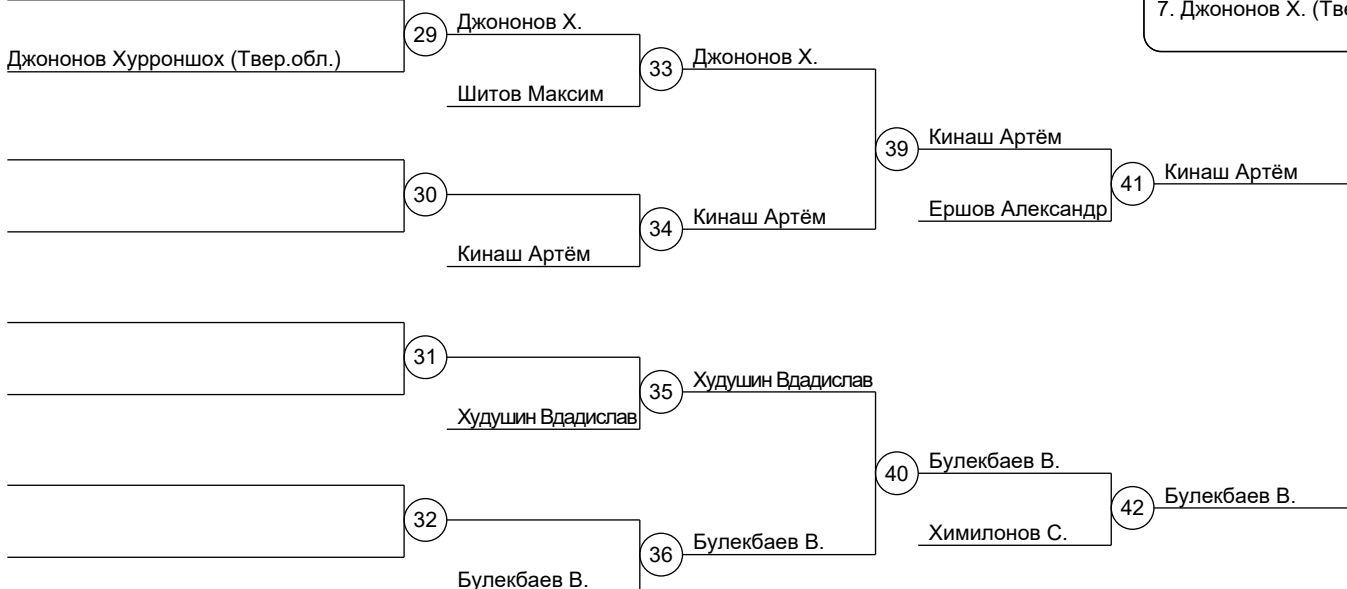 7. Джононов Х. (Тве
29
Джононов Х.
Джононов Хурроншох (Твер.обл.)
33
Джононов Х.
Шитов Максим
39
Кинаш Артём
41
Кинаш Артём
30
Ершов Александр
34
Кинаш Артём
Кинаш Артём
31
35
Худушин Вдадислав
Худушин Вдадислав
40
Булекбаев В.
42
Булекбаев В.
32
Химилонов С.
36
Булекбаев В.
Булекбаев В.